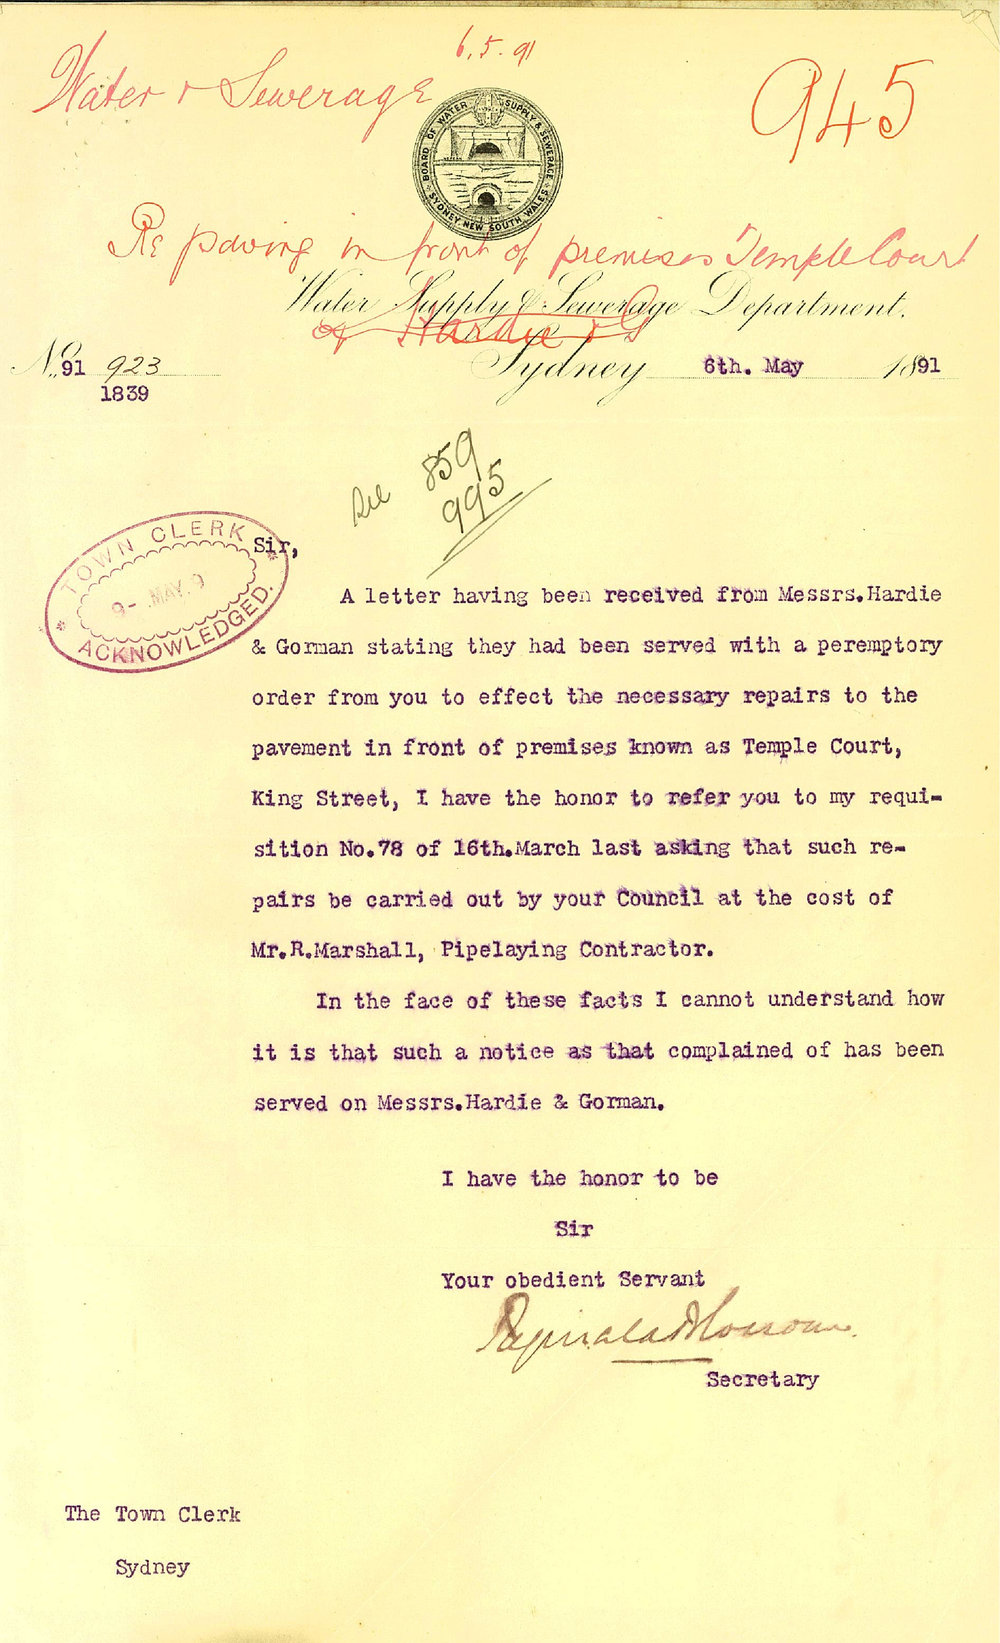 6.5.91
Water & Sewerage
945
BOARD OF WATER SUPPLY & SEWERAGE
SYDNEY NEW SOUTH WALES
Re paving in front of premises Temple Court
Water Supply & Sewerage Department.
of Hardie & G
No. 91 923
1839
Sydney 6th. May 1891
See 859
995
TOWN CLERK
9- MAY. 9
ACKNOWLEDGED.
Sir,
A letter having been received from Messrs.Hardie
& Gorman stating they had been served with a peremptory
order from you to effect the necessary repairs to the
pavement in front of premises known as Temple Court,
King Street, I have the honor to refer you to my requi-
sition No.78 of 16th.March last asking that such re-
pairs be carried out by your Council at the cost of
Mr.R.Marshall, Pipelaying Contractor.
In the face of these facts I cannot understand how
it is that such a notice as that complained of has been
served on Messrs.Hardie & Gorman.
I have the honor to be
Sir
Your obedient Servant
Secretary
The Town Clerk
Sydney